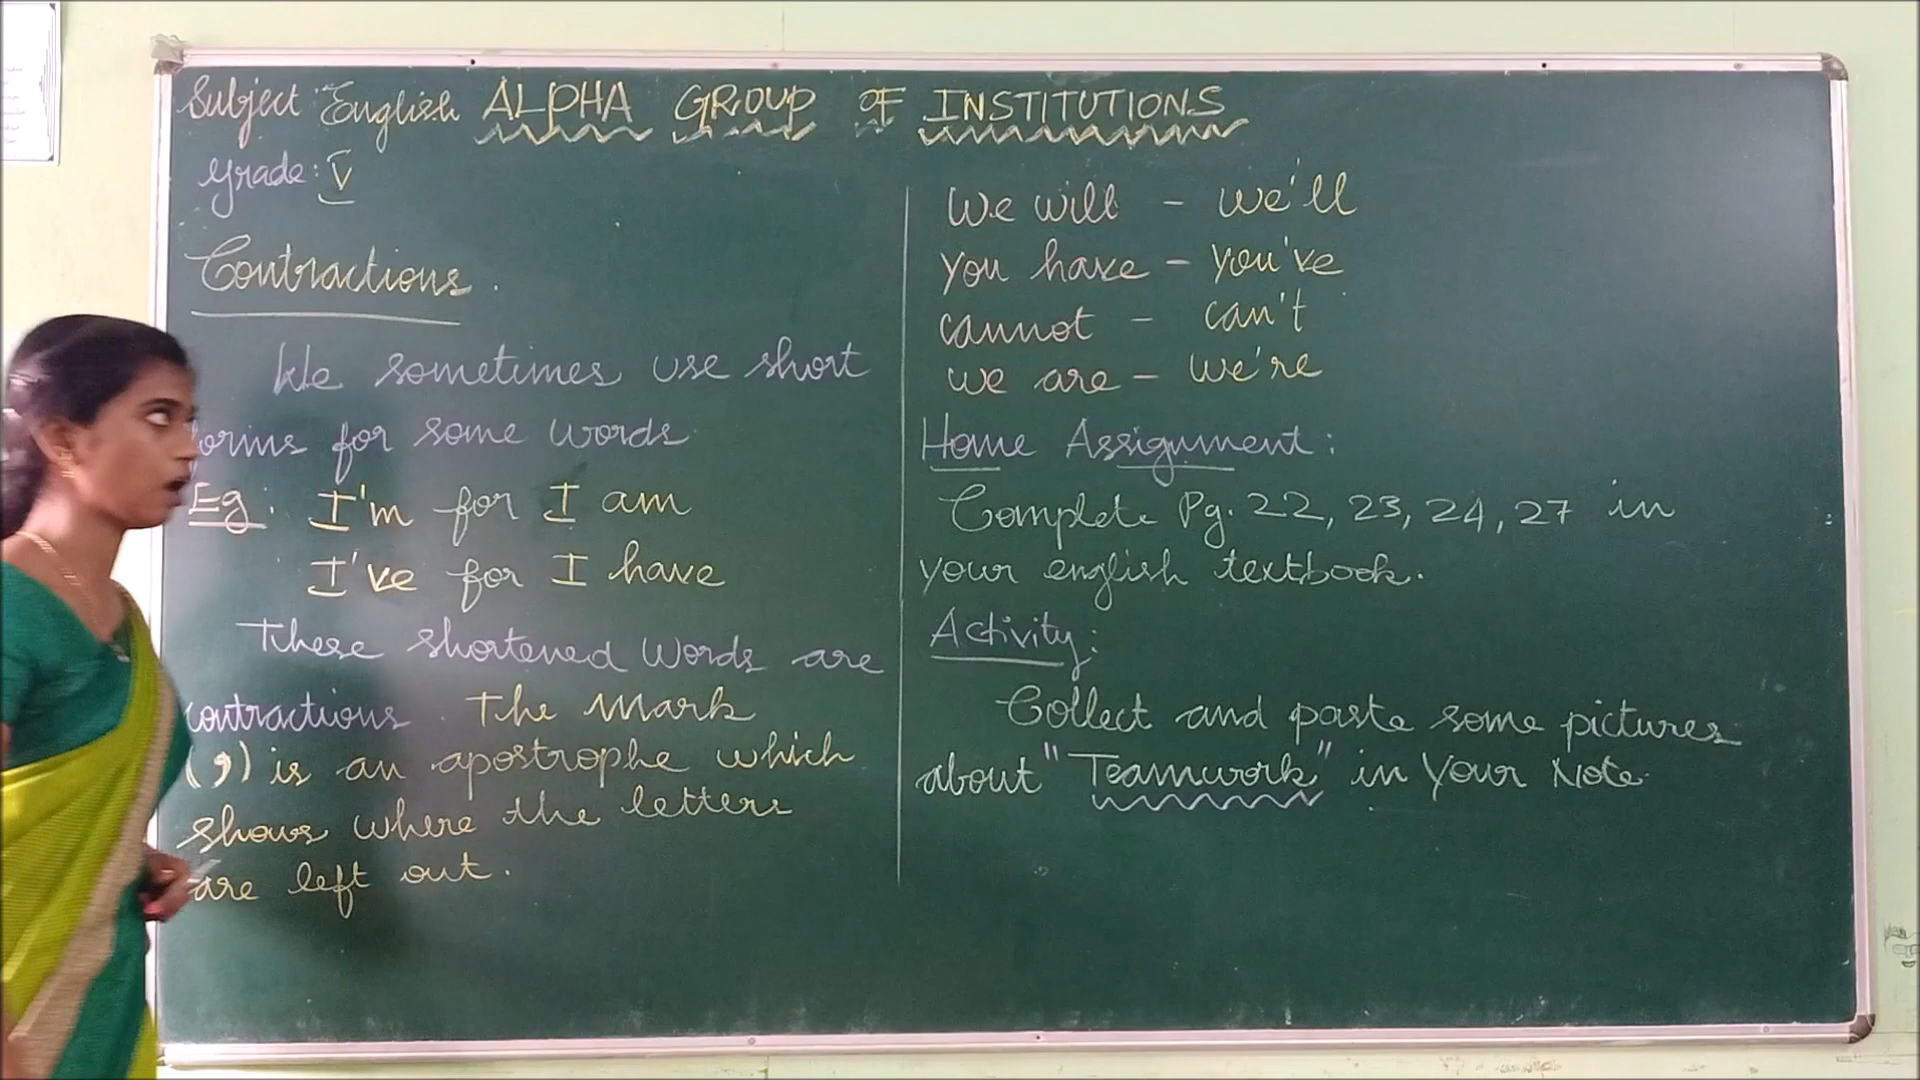 Subject: English ALPHA GROUP OF INSTITUTIONS
Grade: V
Contractions.
We sometimes use short
forms for some words
Eg: I'm for I am
I've for I have
These shortened words are
contractions. The mark
(,) is an apostrophe which
shows where the letters
are left out.
We will - we'll
you have - you've
cannot - can't
we are - we're
Home Assignment:
Complete Pg. 22, 23, 24, 27 in
your english textbook.
Activity:
Collect and paste some pictures
about "Teamwork" in your Note.